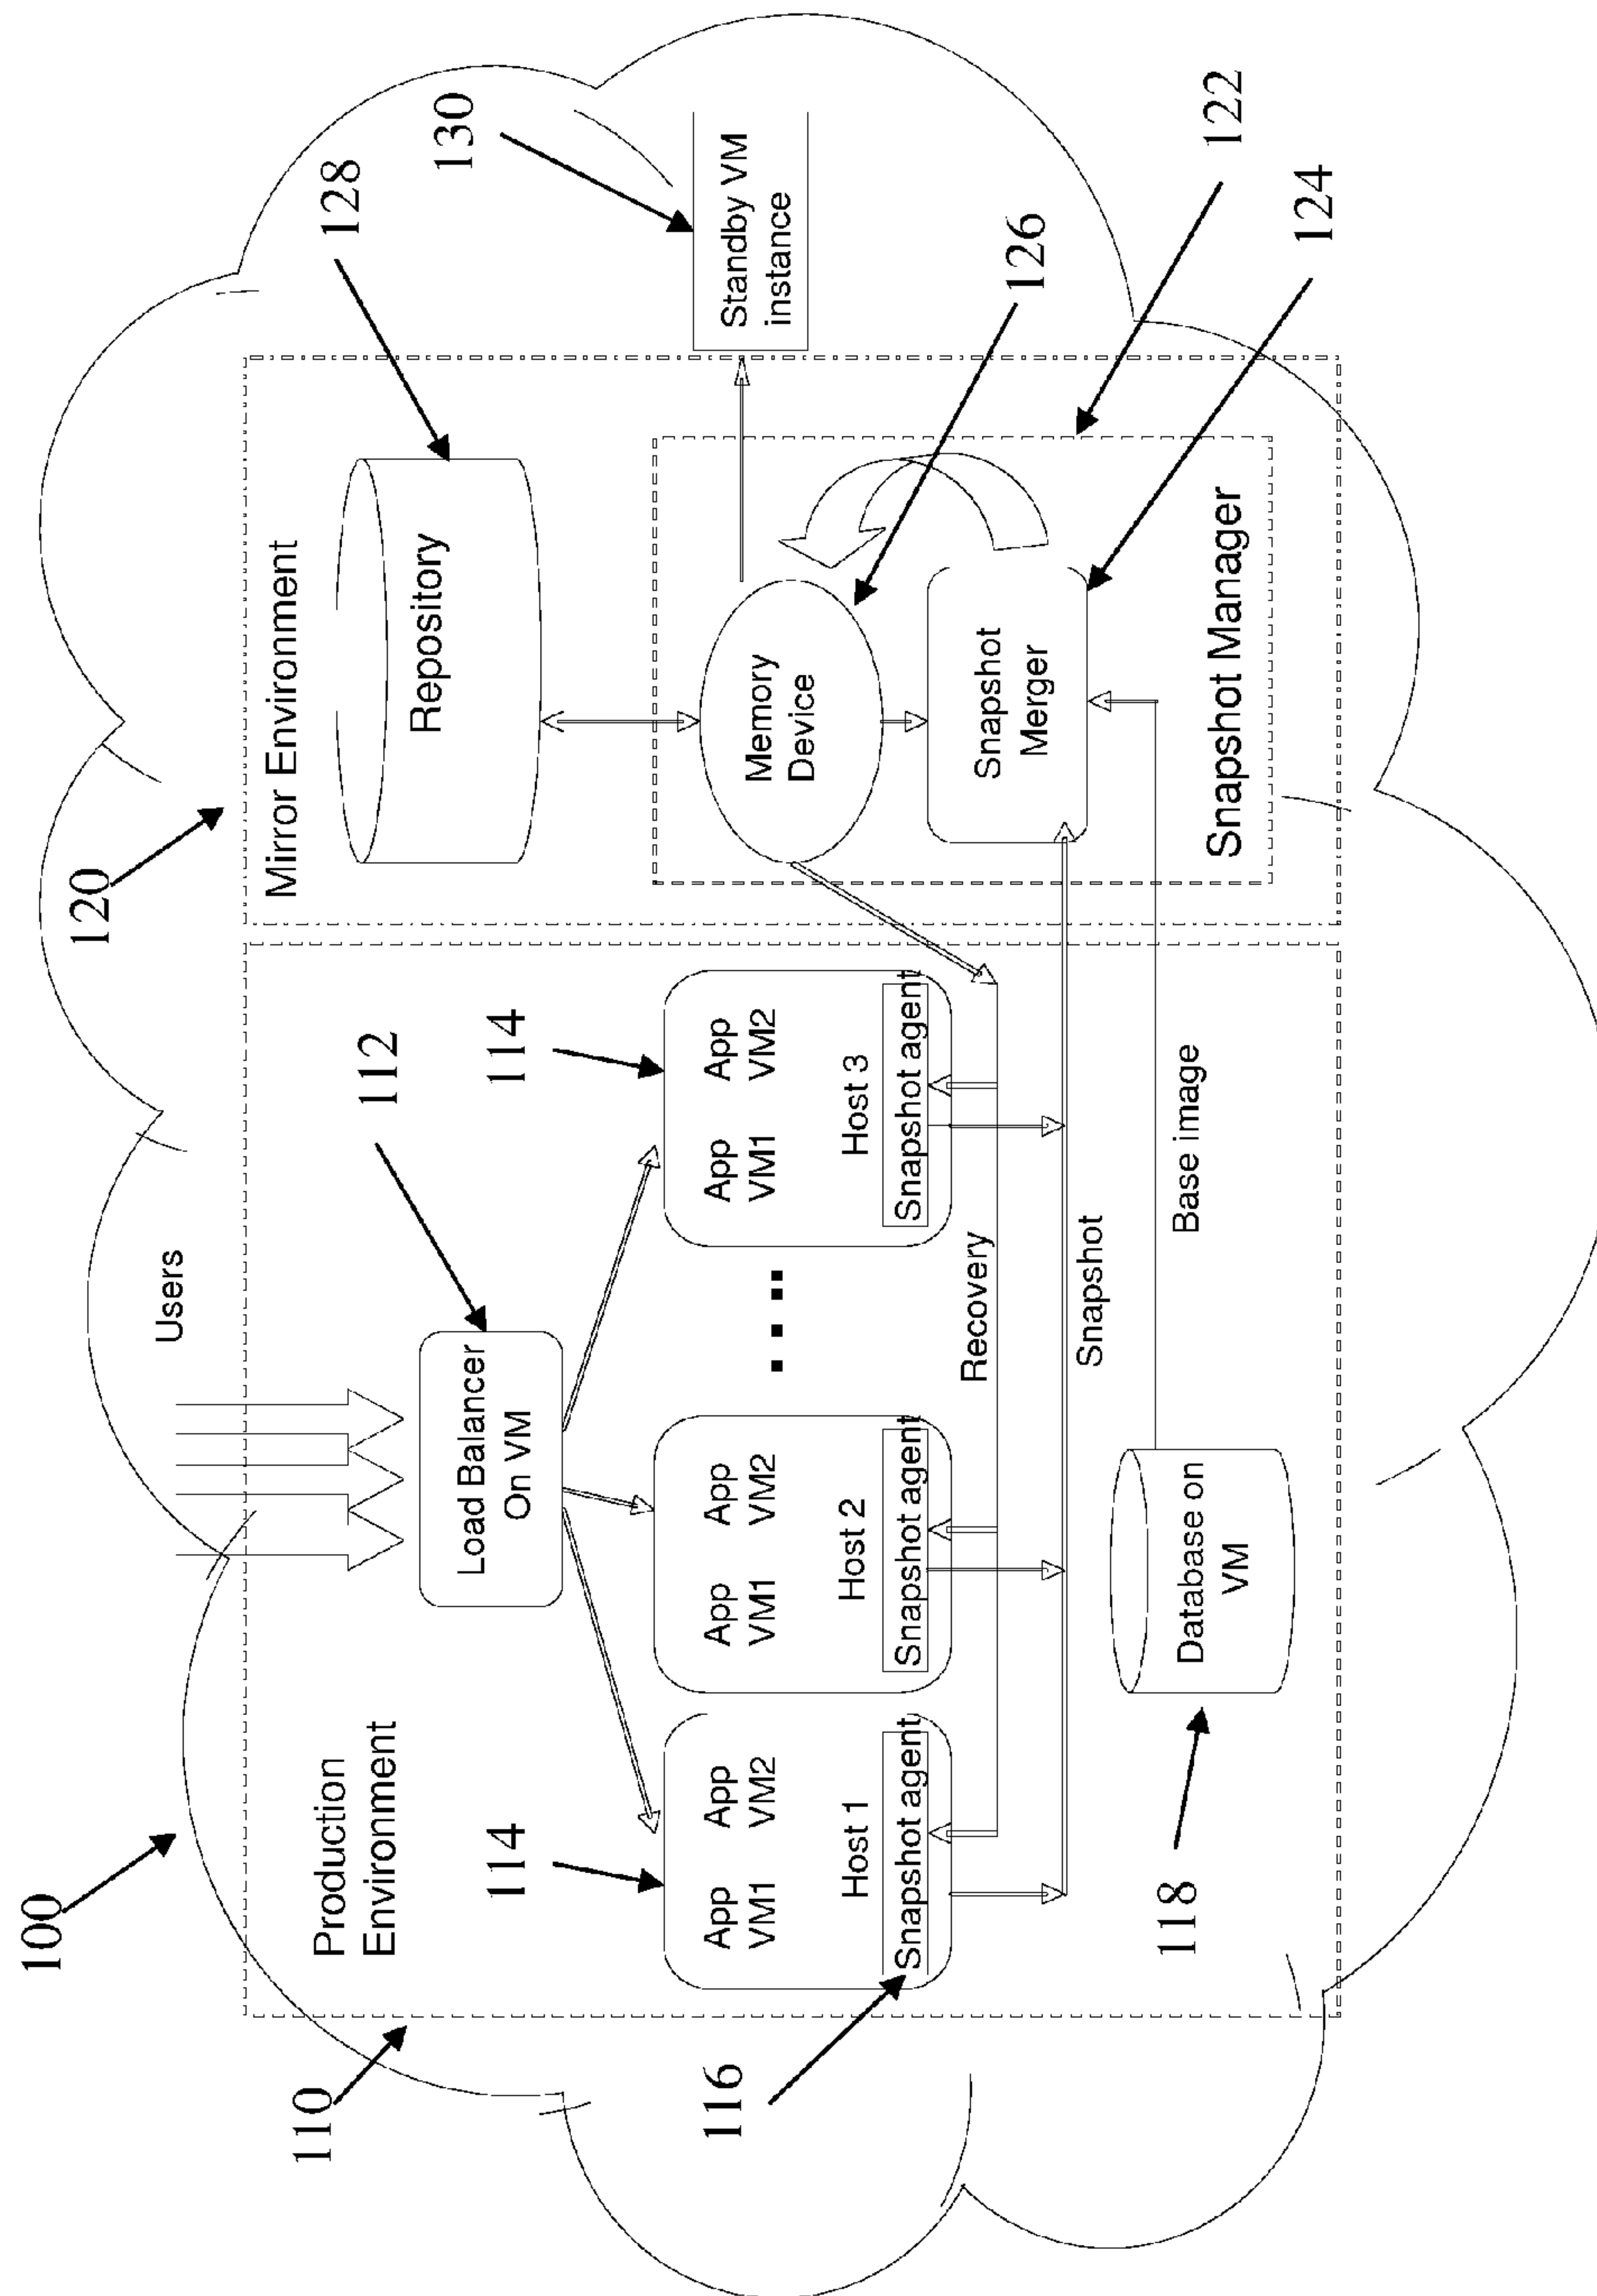 100
120
128
130
110
Users
Production
Environment
Mirror Environment
112
Load Balancer
On VM
Repository
114
114
App
VM1
App
VM2
Host 1
Snapshot agent
App
VM1
App
VM2
Host 2
Snapshot agent
App
VM1
App
VM2
Host 3
Snapshot agent
Standby VM
instance
Memory
Device
126
116
Recovery
Snapshot
Snapshot
Merger
Base image
118
Database on
VM
Snapshot Manager
122
124